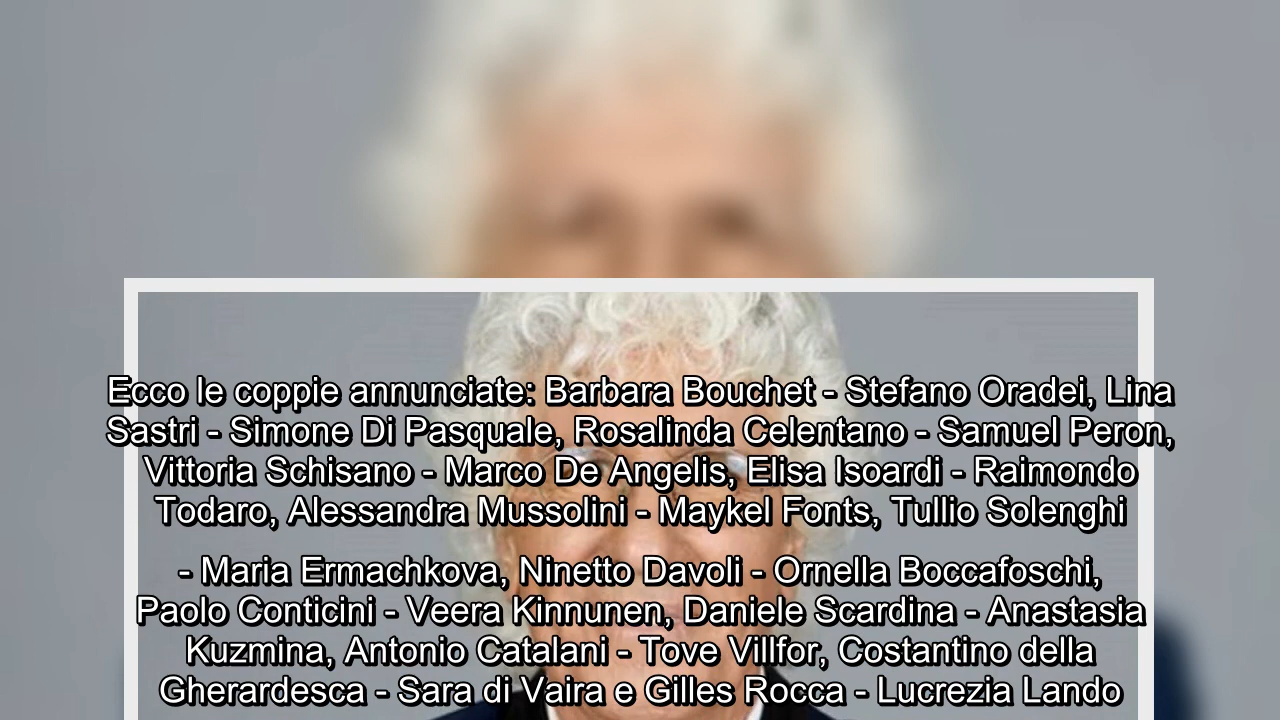 Ecco le coppie annunciate: Barbara Bouchet - Stefano Oradei, Lina
Sastri - Simone Di Pasquale, Rosalinda Celentano - Samuel Peron,
Vittoria Schisano - Marco De Angelis, Elisa Isoardi - Raimondo
Todaro, Alessandra Mussolini - Maykel Fonts, Tullio Solenghi
- Maria Ermachkova, Ninetto Davoli - Ornella Boccafoschi,
Paolo Conticini - Veera Kinnunen, Daniele Scardina - Anastasia
Kuzmina, Antonio Catalani - Tove Villfor, Costantino della
Gherardesca - Sara di Vaira e Gilles Rocca - Lucrezia Lando